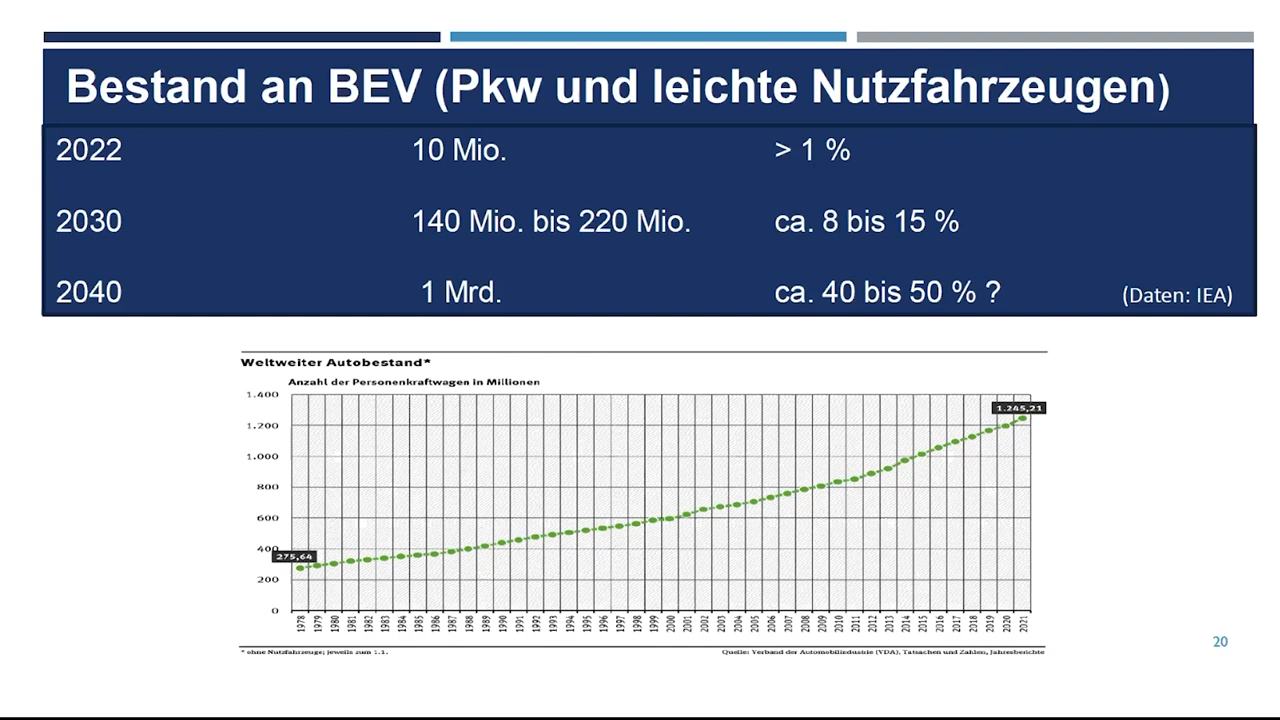 Bestand an BEV (Pkw und leichte Nutzfahrzeugen)
2022 10 Mio. > 1 %
2030 140 Mio. bis 220 Mio. ca. 8 bis 15 %
2040 1 Mrd. ca. 40 bis 50 % ? (Daten: IEA)
Weltweiter Autobestand*
Anzahl der Personenkraftwagen in Millionen
1.400
1.245,21
1.200
1.000
800
600
400
275,64
200
0
1978 1979 1980 1981 1982 1983 1984 1985 1986 1987 1988 1989 1990 1991 1992 1993 1994 1995 1996 1997 1998 1999 2000 2001 2002 2003 2004 2005 2006 2007 2008 2009 2010 2011 2012 2013 2014 2015 2016 2017 2018 2019 2020 2021
* ohne Nutzfahrzeuge; jeweils zum 1.1. Quelle: Verband der Automobilindustrie (VDA), Tatsachen und Zahlen, Jahresberichte
20